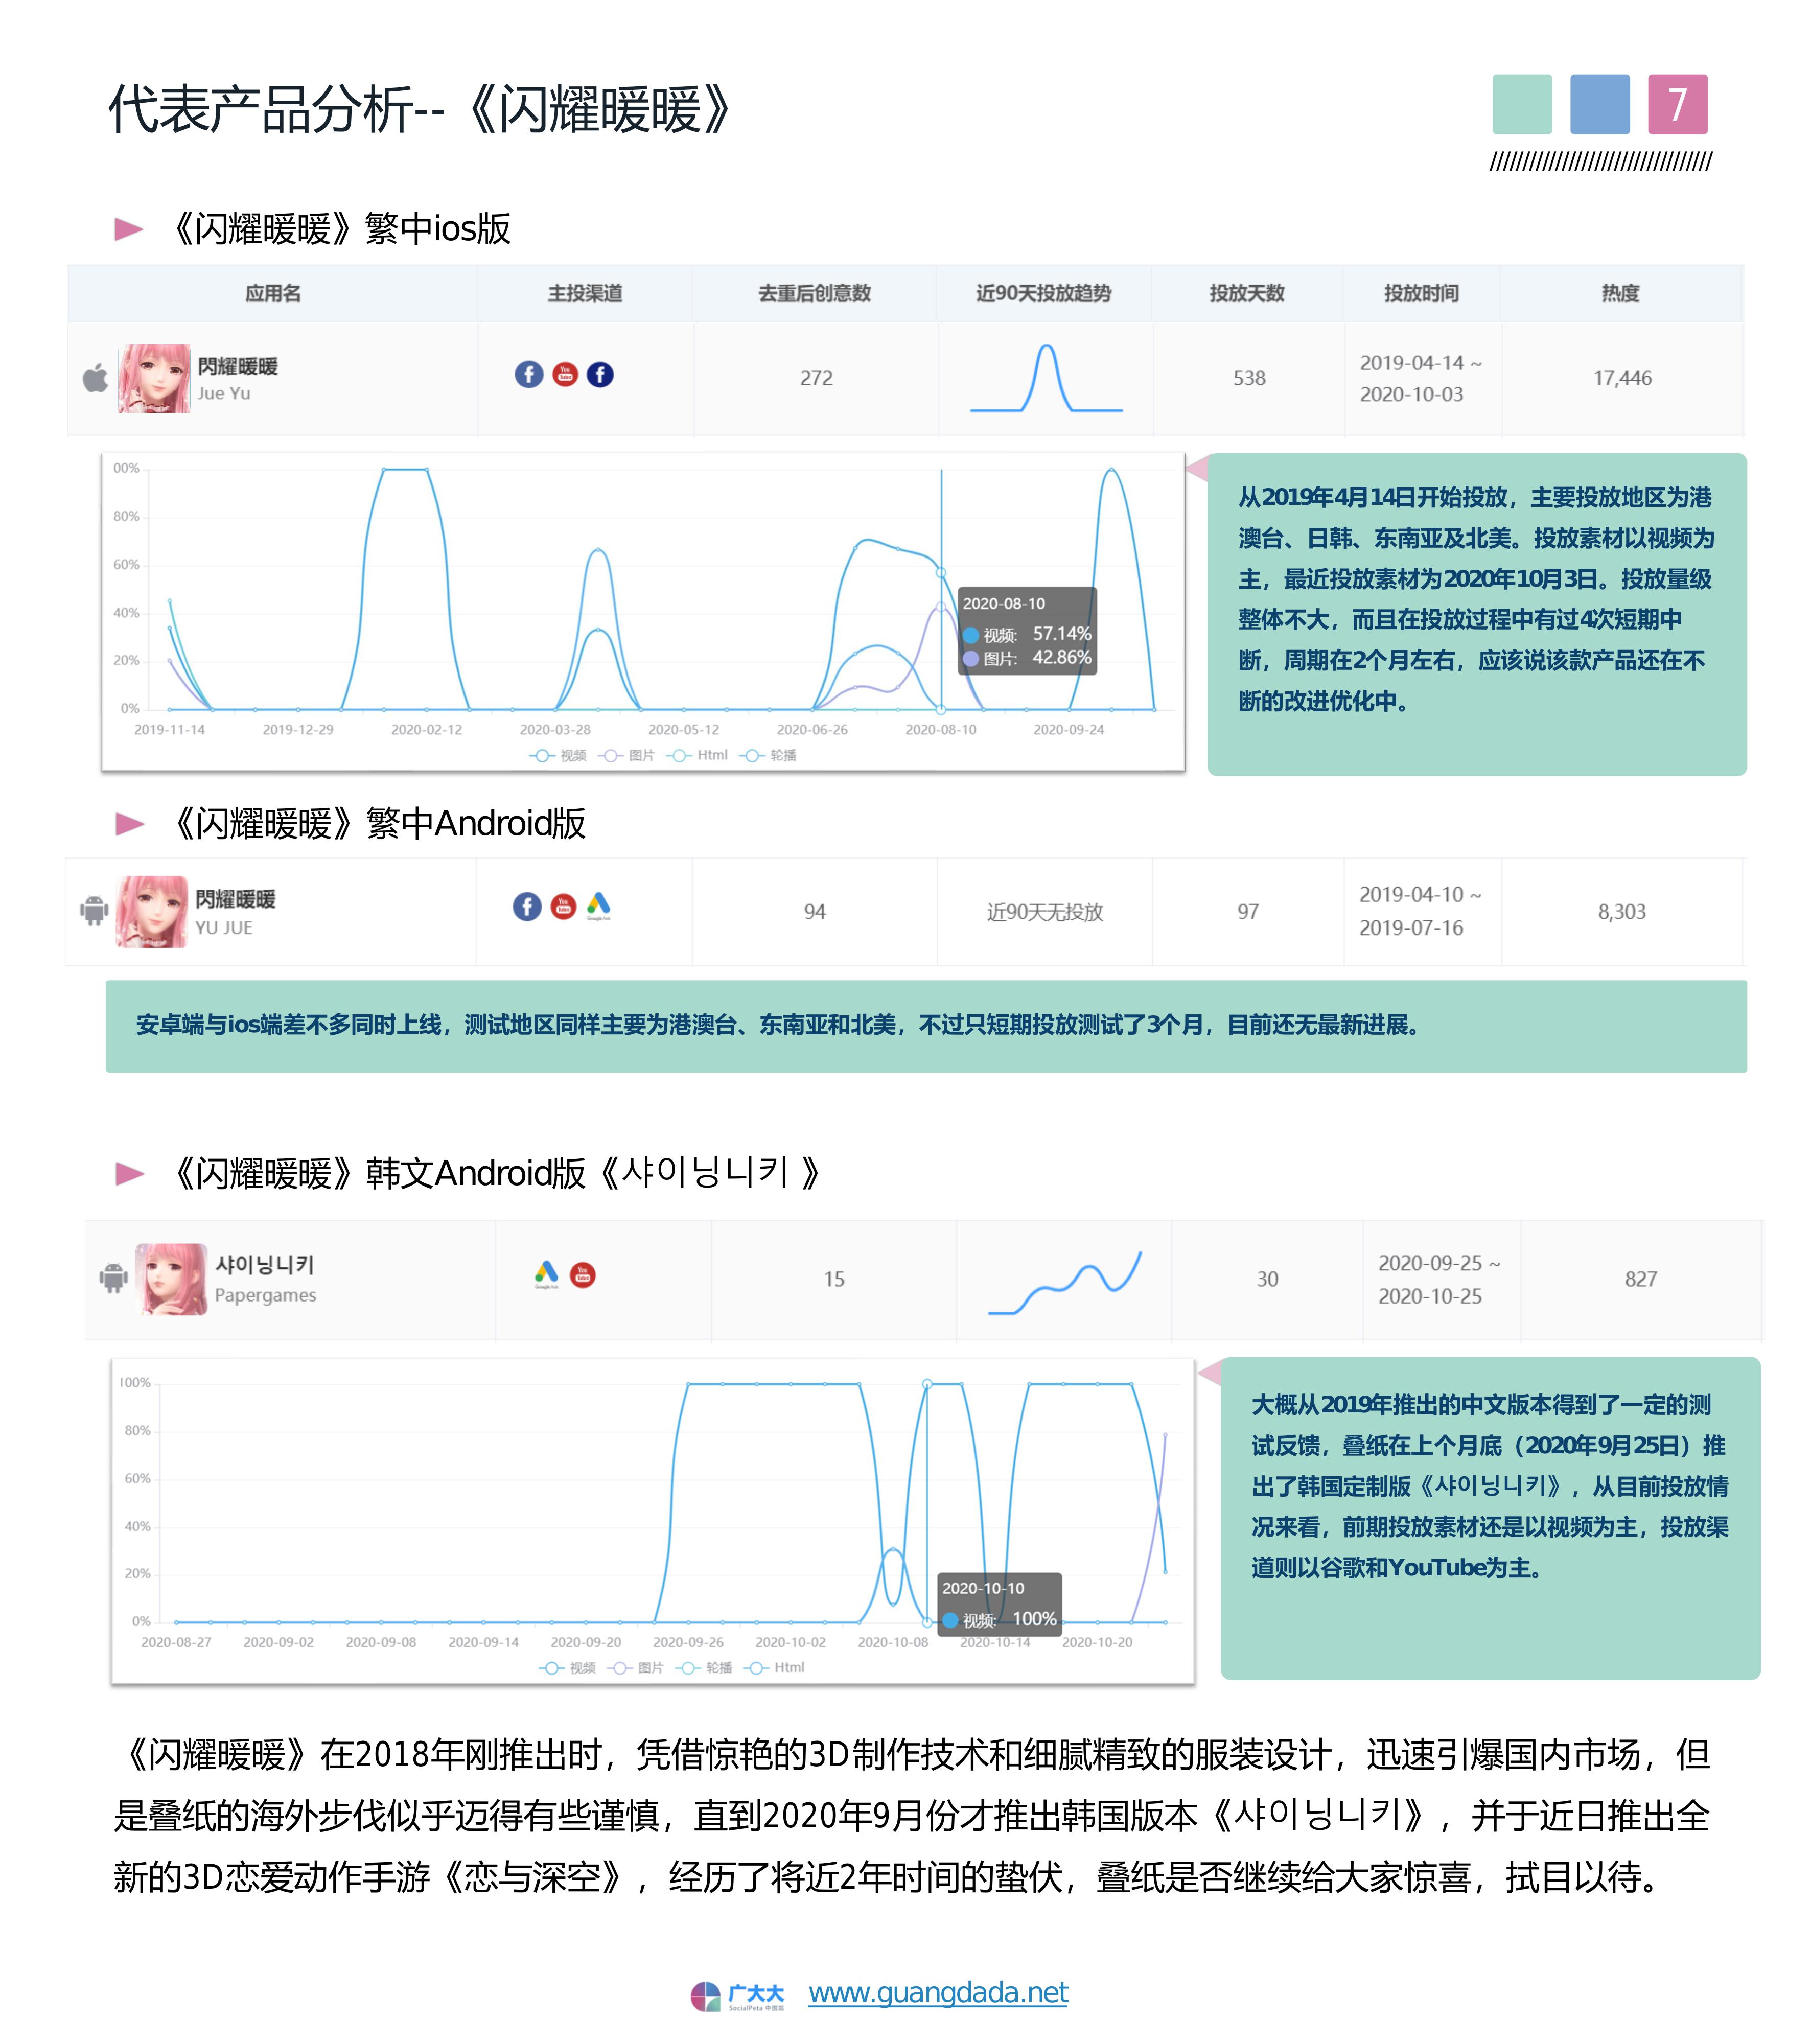 代表产品分析--《闪耀暖暖》
7
《闪耀暖暖》繁中ios版
应用名 主投渠道 去重后创意数 近90天投放趋势 投放天数 投放时间 热度
閃耀暖暖
Jue Yu
272
538
2019-04-14 ~
2020-10-03
17,446
00%
80%
60%
40%
20%
0%
2020-08-10
视频: 57.14%
图片: 42.86%
2019-11-14 2019-12-29 2020-02-12 2020-03-28 2020-05-12 2020-06-26 2020-08-10 2020-09-24
视频 图片 Html 轮播
从2019年4月14日开始投放，主要投放地区为港
澳台、日韩、东南亚及北美。投放素材以视频为
主，最近投放素材为2020年10月3日。投放量级
整体不大，而且在投放过程中有过4次短期中
断，周期在2个月左右，应该说该款产品还在不
断的改进优化中。
《闪耀暖暖》繁中Android版
閃耀暖暖
YU JUE
94
近90天无投放
97
2019-04-10 ~
2019-07-16
8,303
安卓端与ios端差不多同时上线，测试地区同样主要为港澳台、东南亚和北美，不过只短期投放测试了3个月，目前还无最新进展。
《闪耀暖暖》韩文Android版《샤이닝니키 》
샤이닝니키
Papergames
15
30
2020-09-25 ~
2020-10-25
827
100%
80%
60%
40%
20%
0%
2020-10-10
视频: 100%
2020-08-27 2020-09-02 2020-09-08 2020-09-14 2020-09-20 2020-09-26 2020-10-02 2020-10-08 2020-10-14 2020-10-20
视频 图片 轮播 Html
大概从2019年推出的中文版本得到了一定的测
试反馈，叠纸在上个月底（2020年9月25日）推
出了韩国定制版《샤이닝니키》，从目前投放情
况来看，前期投放素材还是以视频为主，投放渠
道则以谷歌和YouTube为主。
《闪耀暖暖》在2018年刚推出时，凭借惊艳的3D制作技术和细腻精致的服装设计，迅速引爆国内市场，但
是叠纸的海外步伐似乎迈得有些谨慎，直到2020年9月份才推出韩国版本《샤이닝니키》，并于近日推出全
新的3D恋爱动作手游《恋与深空》，经历了将近2年时间的蛰伏，叠纸是否继续给大家惊喜，拭目以待。
广大大
SocialPeta 中国站
www.guangdada.net